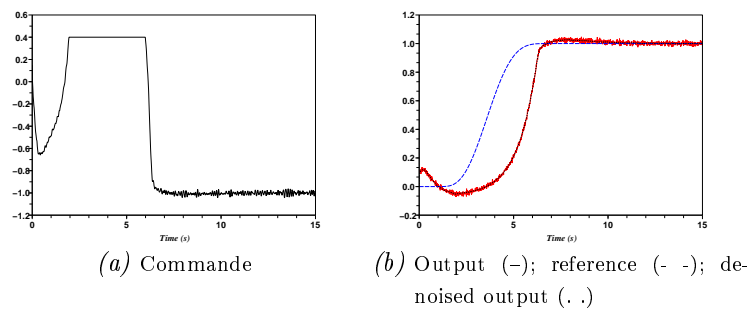 0.6
0.4
0.2
0.0
−0.2
−0.4
−0.6
−0.8
−1.0
−1.2
0 5 10 15
Time (s)
1.2
1.0
0.8
0.6
0.4
0.2
0.0
−0.2
0 5 10 15
Time (s)
(a) Commande
(b) Output (–); reference (- -); de-
noised output (. .)